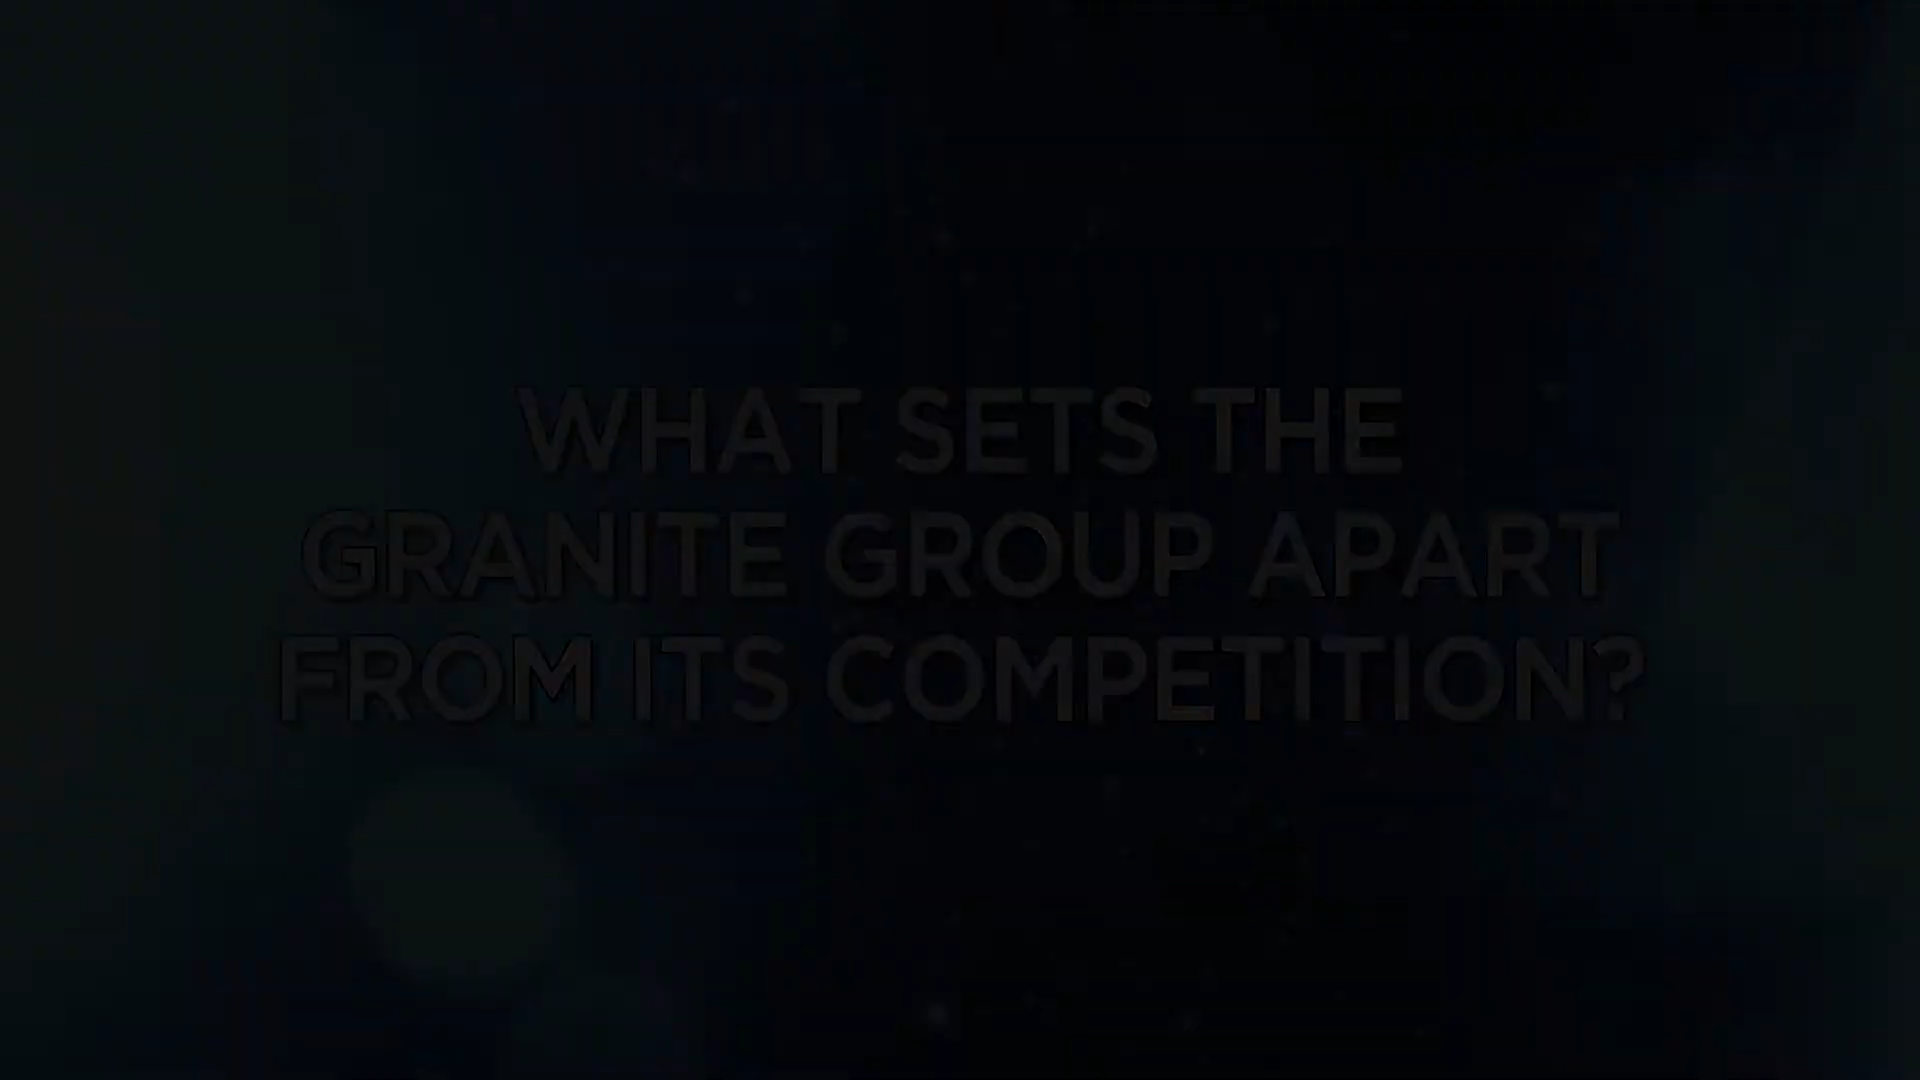 WHAT SETS THE
GRANITE GROUP APART
FROM ITS COMPETITION?